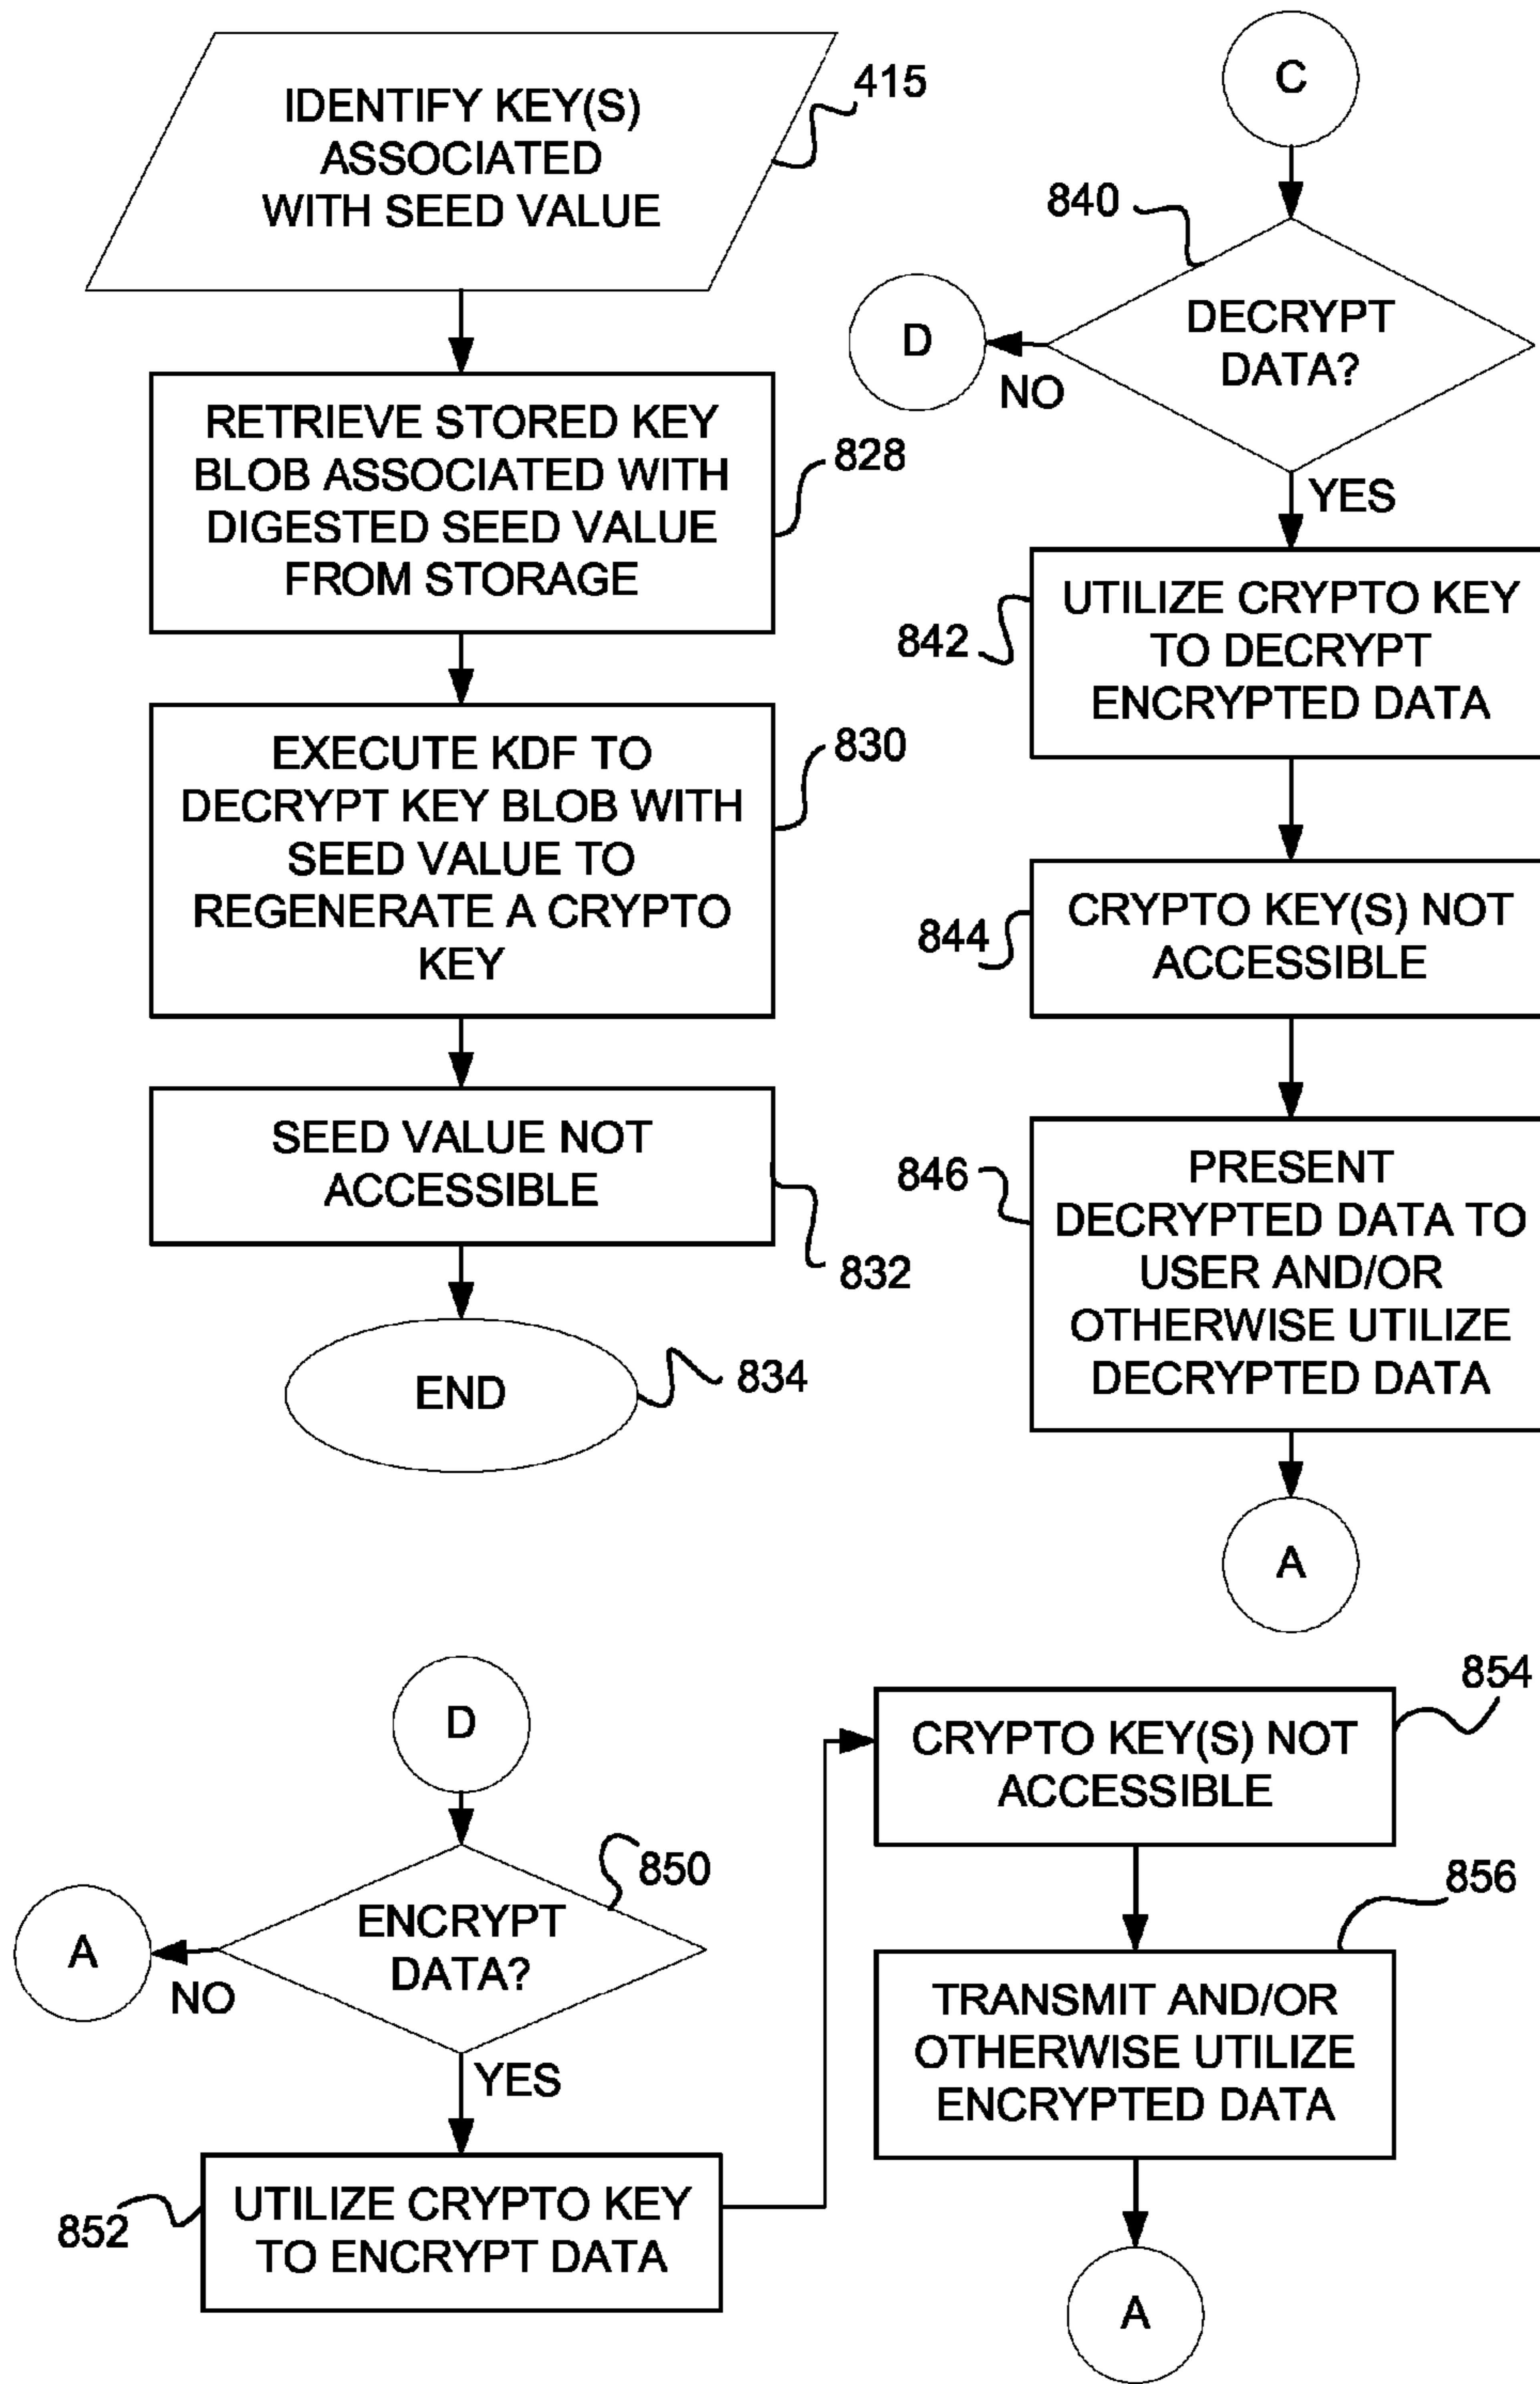 IDENTIFY KEY(S)
ASSOCIATED
WITH SEED VALUE
415
RETRIEVE STORED KEY
BLOB ASSOCIATED WITH
DIGESTED SEED VALUE
FROM STORAGE
828
EXECUTE KDF TO
DECRYPT KEY BLOB WITH
SEED VALUE TO
REGENERATE A CRYPTO
KEY
830
SEED VALUE NOT
ACCESSIBLE
832
END
834
C
840
DECRYPT
DATA?
D
NO
YES
UTILIZE CRYPTO KEY
TO DECRYPT
ENCRYPTED DATA
842
CRYPTO KEY(S) NOT
ACCESSIBLE
844
PRESENT
DECRYPTED DATA TO
USER AND/OR
OTHERWISE UTILIZE
DECRYPTED DATA
846
A
D
850
ENCRYPT
DATA?
A
NO
YES
UTILIZE CRYPTO KEY
TO ENCRYPT DATA
852
854
CRYPTO KEY(S) NOT
ACCESSIBLE
856
TRANSMIT AND/OR
OTHERWISE UTILIZE
ENCRYPTED DATA
A